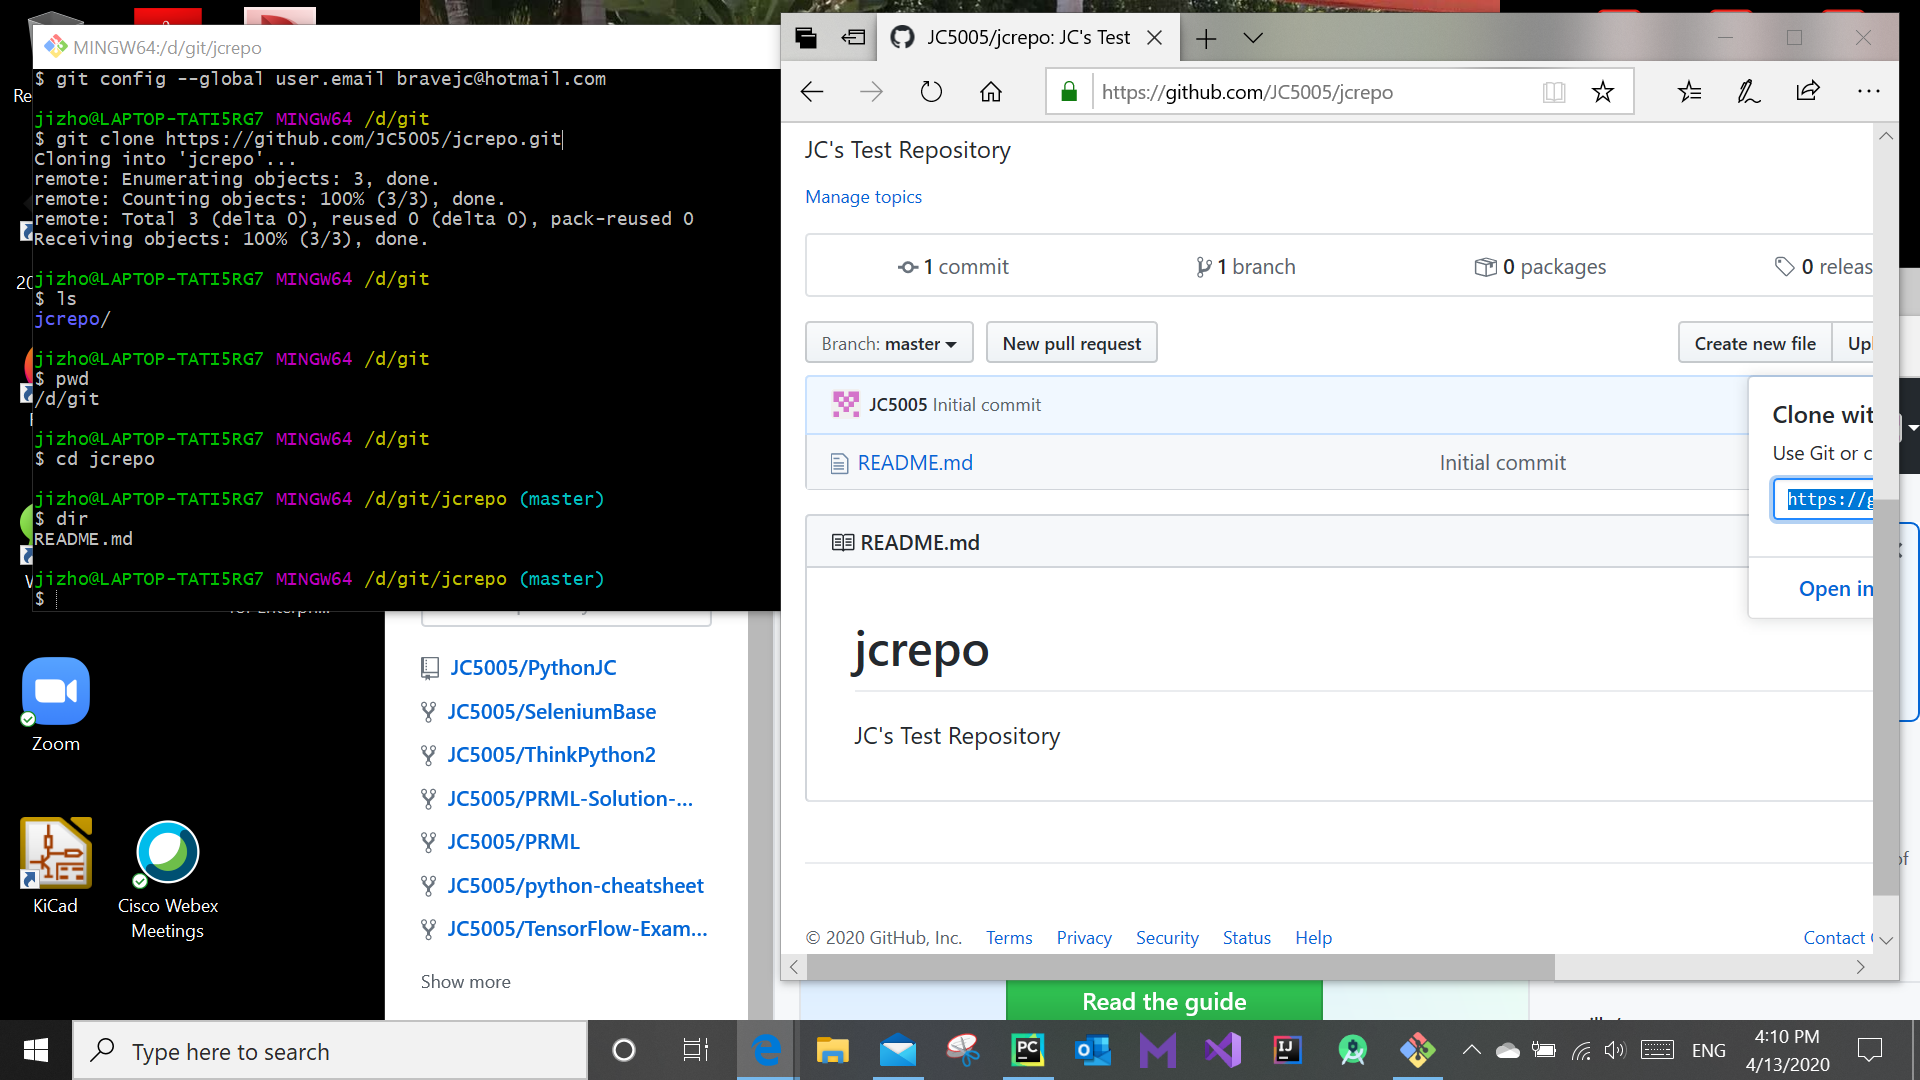 MINGW64:/d/git/jcrepo
$ git config --global user.email bravejc@hotmail.com
jizho@LAPTOP-TATI5RG7 MINGW64 /d/git
$ git clone https://github.com/JC5005/jcrepo.git
Cloning into 'jcrepo'...
remote: Enumerating objects: 3, done.
remote: Counting objects: 100% (3/3), done.
remote: Total 3 (delta 0), reused 0 (delta 0), pack-reused 0
Receiving objects: 100% (3/3), done.
jizho@LAPTOP-TATI5RG7 MINGW64 /d/git
$ ls
jcrepo/
jizho@LAPTOP-TATI5RG7 MINGW64 /d/git
$ pwd
/d/git
jizho@LAPTOP-TATI5RG7 MINGW64 /d/git
$ cd jcrepo
jizho@LAPTOP-TATI5RG7 MINGW64 /d/git/jcrepo (master)
$ dir
README.md
jizho@LAPTOP-TATI5RG7 MINGW64 /d/git/jcrepo (master)
$
JC5005/jcrepo: JC's Test
https://github.com/JC5005/jcrepo
JC's Test Repository
Manage topics
1 commit
1 branch
0 packages
0 releas
Branch: master
New pull request
Create new file
Upl
JC5005 Initial commit
README.md
Initial commit
Clone wit
Use Git or c
https://g
Open in
README.md
jcrepo
JC's Test Repository
© 2020 GitHub, Inc.
Terms
Privacy
Security
Status
Help
Contact
JC5005/PythonJC
JC5005/SeleniumBase
JC5005/ThinkPython2
JC5005/PRML-Solution-...
JC5005/PRML
JC5005/python-cheatsheet
JC5005/TensorFlow-Exam...
Show more
Read the guide
of
Re
20
Zoom
KiCad
Cisco Webex
Meetings
Type here to search
PC
IJ
ENG
4:10 PM
4/13/2020